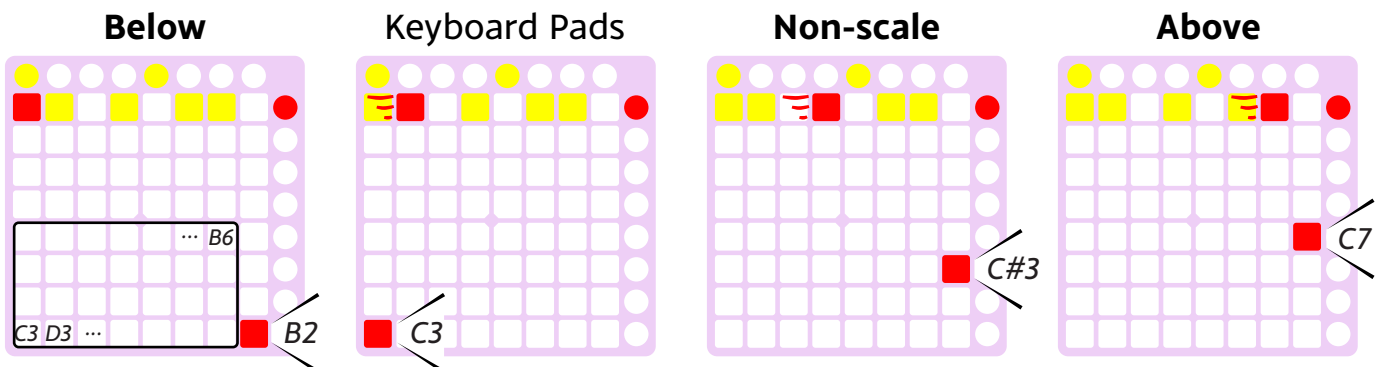 Below
Keyboard Pads
Non-scale
Above
... B6
C7
C#3
C3 D3 ...
B2
C3